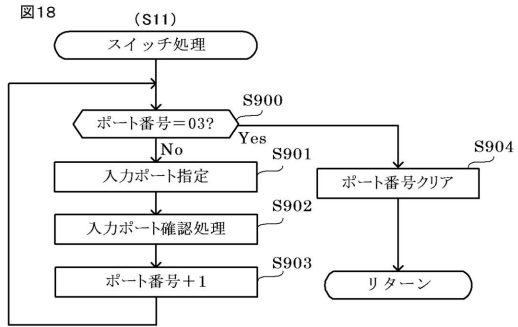 図18
(S11)
スイッチ処理
ポート番号=03?
S900
Yes
No
入力ポート指定
S901
入力ポート確認処理
S902
ポート番号+1
S903
ポート番号クリア
S904
リターン